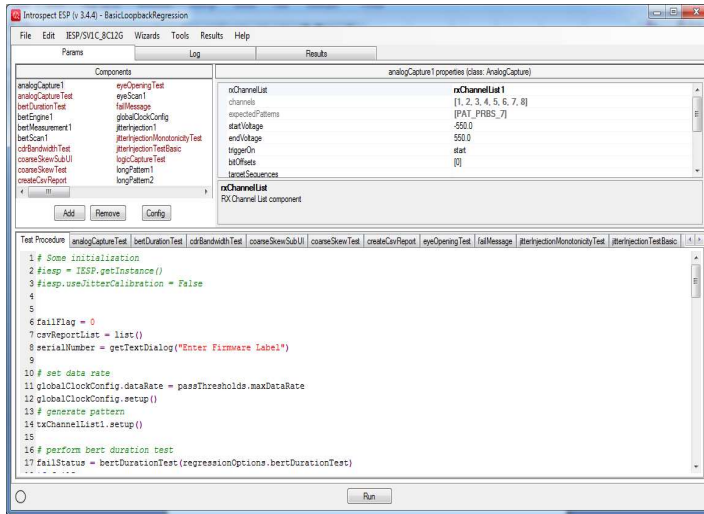 Introspect ESP (v 3.4.4) - BasicLoopbackRegression
File Edit IESP/SV1C_8C12G Wizards Tools Results Help
Params Log Results
Components
analogCapture1 eyeOpeningTest
analogCaptureTest eyeScan1
bertDurationTest failMessage
bertEngine1 globalClockConfig
bertMeasurement1 jitterInjection1
bertScan1 jitterInjectionMonotonicityTest
cdrBandwidthTest jitterInjectionTestBasic
coarseSkewSubUI logicCaptureTest
coarseSkewTest longPattern1
createCsvReport longPattern2
Add Remove Config
analogCapture1 properties (class: AnalogCapture)
rxChannelList rxChannelList1
channels [1, 2, 3, 4, 5, 6, 7, 8]
expectedPatterns [PAT_PRBS_7]
startVoltage -550.0
endVoltage 550.0
triggerOn start
bitOffsets [0]
targetSequences
rxChannelList
RX Channel List component
Test Procedure analogCaptureTest bertDurationTest cdrBandwidthTest coarseSkewSubUI coarseSkewTest createCsvReport eyeOpeningTest failMessage jitterInjectionMonotonicityTest jitterInjectionTestBasic
1 # Some initialization
2 #iesp = IESP.getInstance()
3 #iesp.useJitterCalibration = False
4
5
6 failFlag = 0
7 csvReportList = list()
8 serialNumber = getTextDialog("Enter Firmware Label")
9
10 # set data rate
11 globalClockConfig.dataRate = passThresholds.maxDataRate
12 globalClockConfig.setup()
13 # generate pattern
14 txChannelList1.setup()
15
16 # perform bert duration test
17 failStatus = bertDurationTest(regressionOptions.bertDurationTest)
Run